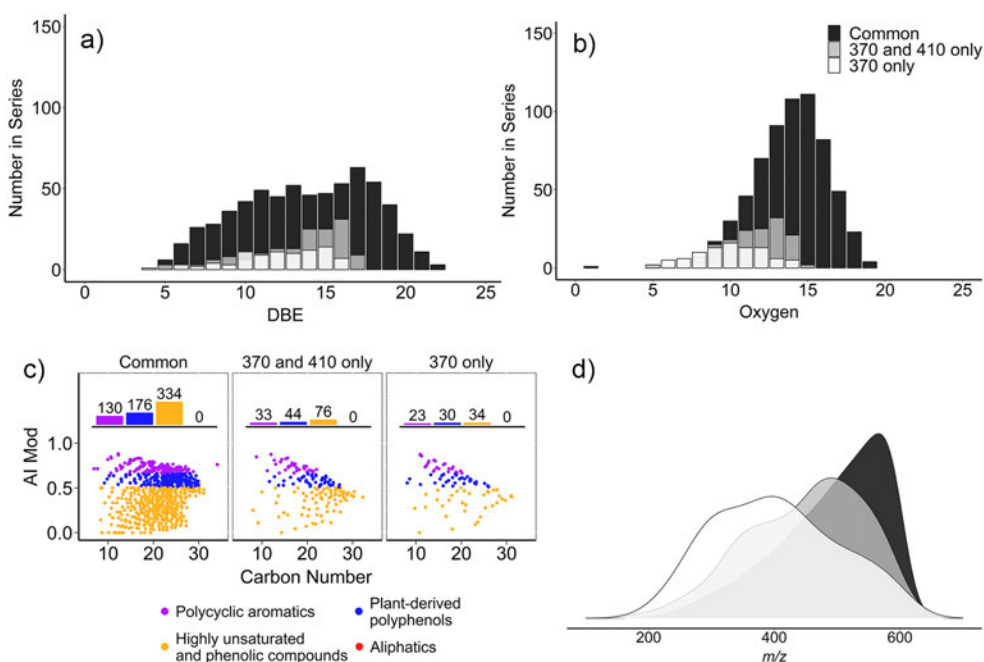 a)
150
100
50
0
Number in Series
0 5 10 15 20 25
DBE
b)
150
100
50
0
Number in Series
0 5 10 15 20 25
Oxygen
Common
370 and 410 only
370 only
c)
Common 370 and 410 only 370 only
130 176 334 0
33 44 76 0
23 30 34 0
AI Mod
1.0
0.5
0.0
10 20 30 10 20 30 10 20 30
Carbon Number
Polycyclic aromatics
Plant-derived
polyphenols
Highly unsaturated
and phenolic compounds
Aliphatics
d)
200 400 600
m/z